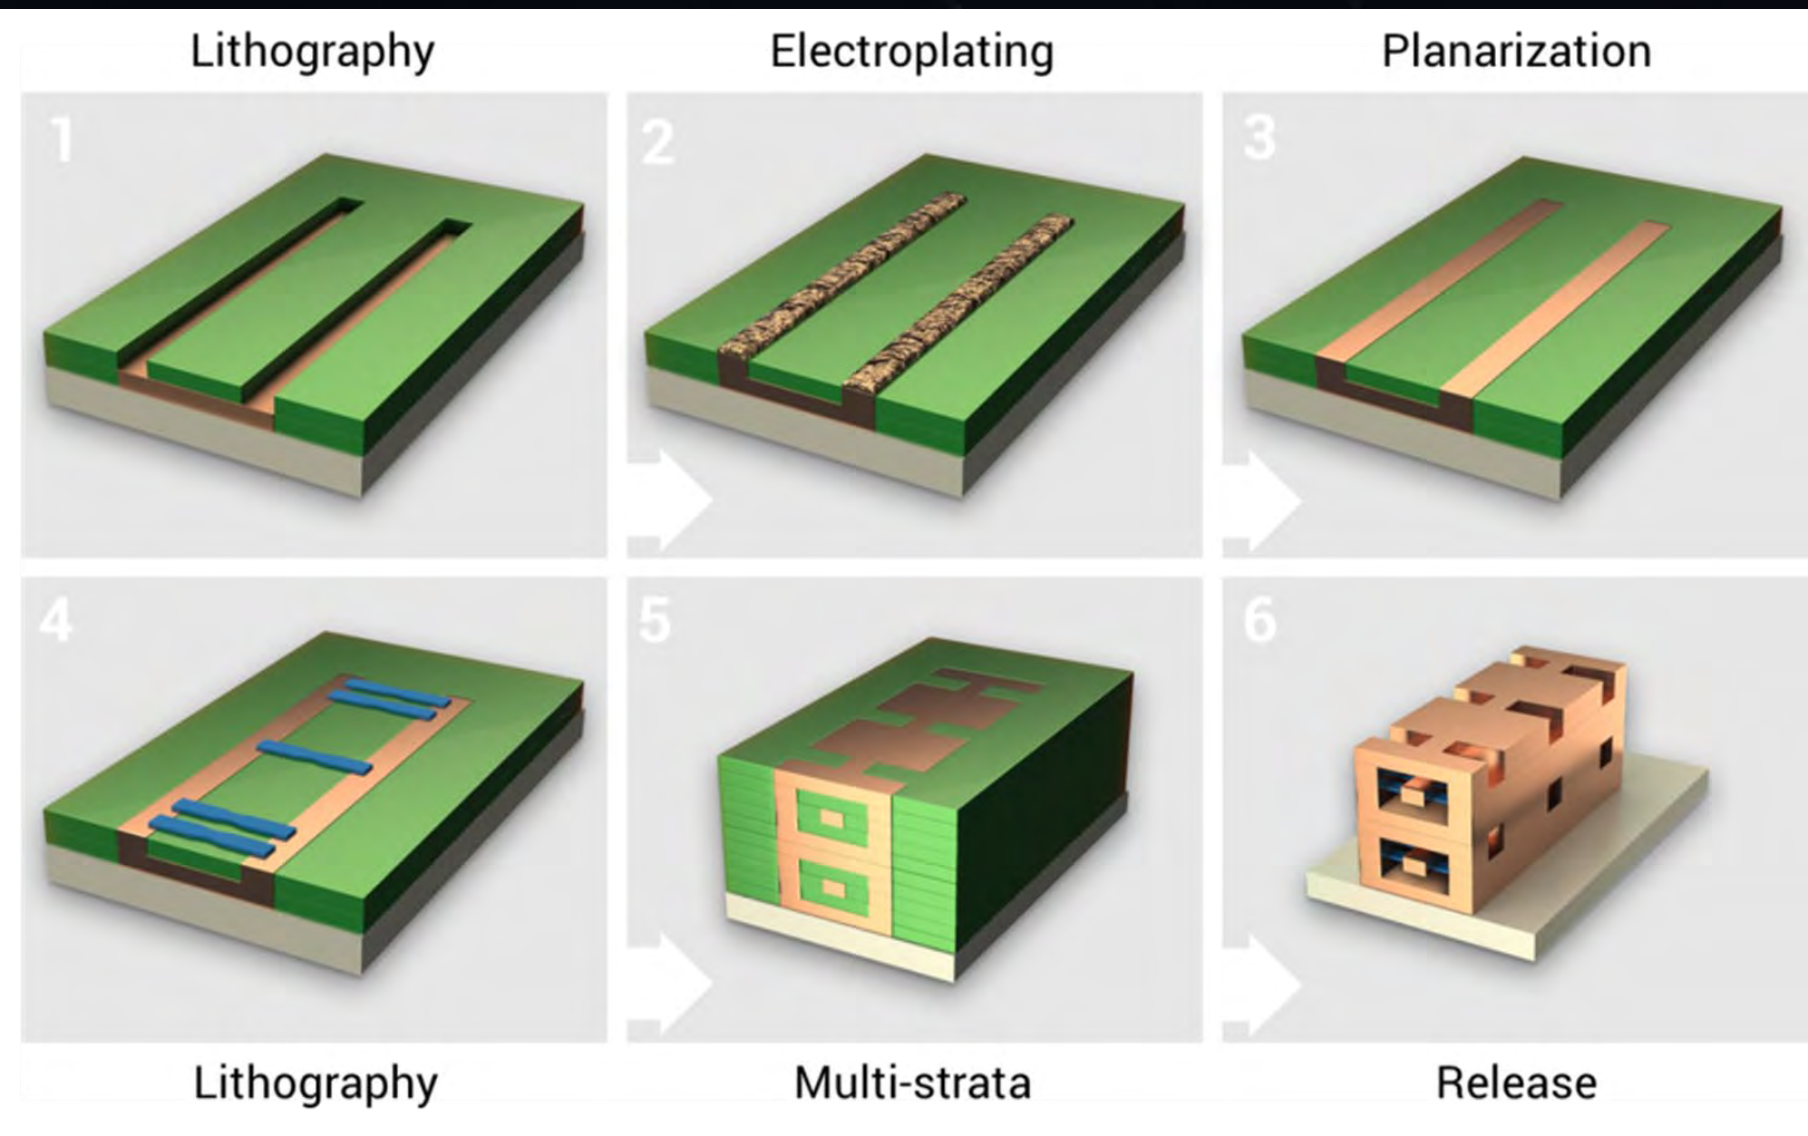 Lithography
Electroplating
Planarization
1
2
3
4
5
6
Lithography
Multi-strata
Release